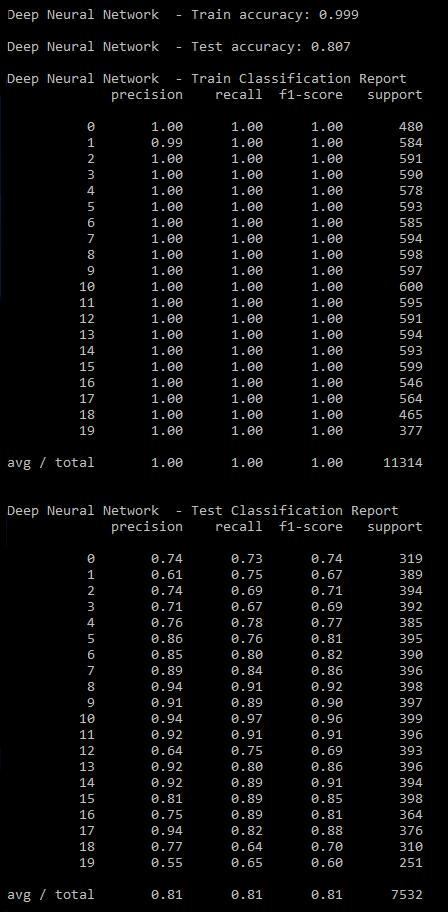 Deep Neural Network  - Train accuracy: 0.999
Deep Neural Network  - Test accuracy: 0.807
Deep Neural Network  - Train Classification Report
precision recall f1-score support
0 1.00 1.00 1.00 480
1 0.99 1.00 1.00 584
2 1.00 1.00 1.00 591
3 1.00 1.00 1.00 590
4 1.00 1.00 1.00 578
5 1.00 1.00 1.00 593
6 1.00 1.00 1.00 585
7 1.00 1.00 1.00 594
8 1.00 1.00 1.00 598
9 1.00 1.00 1.00 597
10 1.00 1.00 1.00 600
11 1.00 1.00 1.00 595
12 1.00 1.00 1.00 591
13 1.00 1.00 1.00 594
14 1.00 1.00 1.00 593
15 1.00 1.00 1.00 599
16 1.00 1.00 1.00 546
17 1.00 1.00 1.00 564
18 1.00 1.00 1.00 465
19 1.00 1.00 1.00 377
avg / total 1.00 1.00 1.00 11314
Deep Neural Network  - Test Classification Report
precision recall f1-score support
0 0.74 0.73 0.74 319
1 0.61 0.75 0.67 389
2 0.74 0.69 0.71 394
3 0.71 0.67 0.69 392
4 0.76 0.78 0.77 385
5 0.86 0.76 0.81 395
6 0.85 0.80 0.82 390
7 0.89 0.84 0.86 396
8 0.94 0.91 0.92 398
9 0.91 0.89 0.90 397
10 0.94 0.97 0.96 399
11 0.92 0.91 0.91 396
12 0.64 0.75 0.69 393
13 0.92 0.80 0.86 396
14 0.92 0.89 0.91 394
15 0.81 0.89 0.85 398
16 0.75 0.89 0.81 364
17 0.94 0.82 0.88 376
18 0.77 0.64 0.70 310
19 0.55 0.65 0.60 251
avg / total 0.81 0.81 0.81 7532